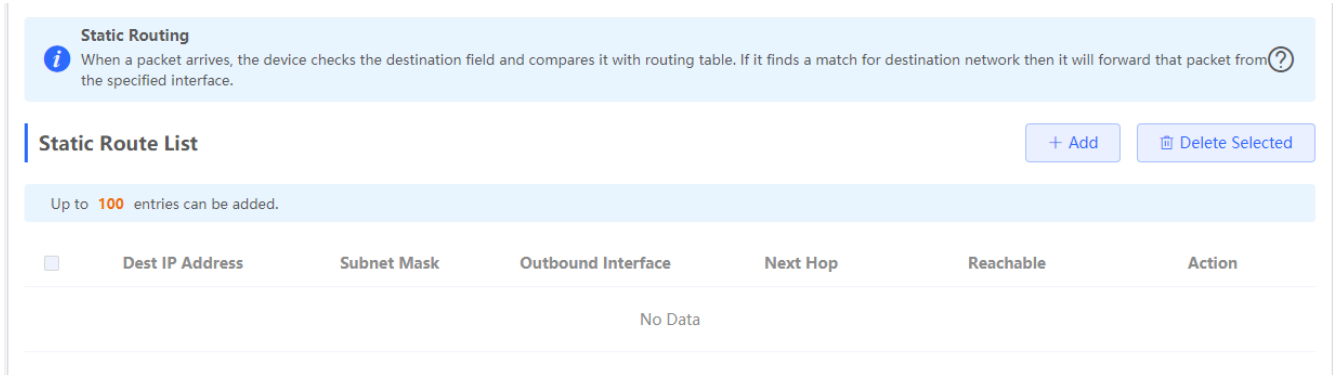 Static Routing
When a packet arrives, the device checks the destination field and compares it with routing table. If it finds a match for destination network then it will forward that packet from
the specified interface.
Static Route List
+ Add
Delete Selected
Up to 100 entries can be added.
Dest IP Address Subnet Mask Outbound Interface Next Hop Reachable Action
No Data